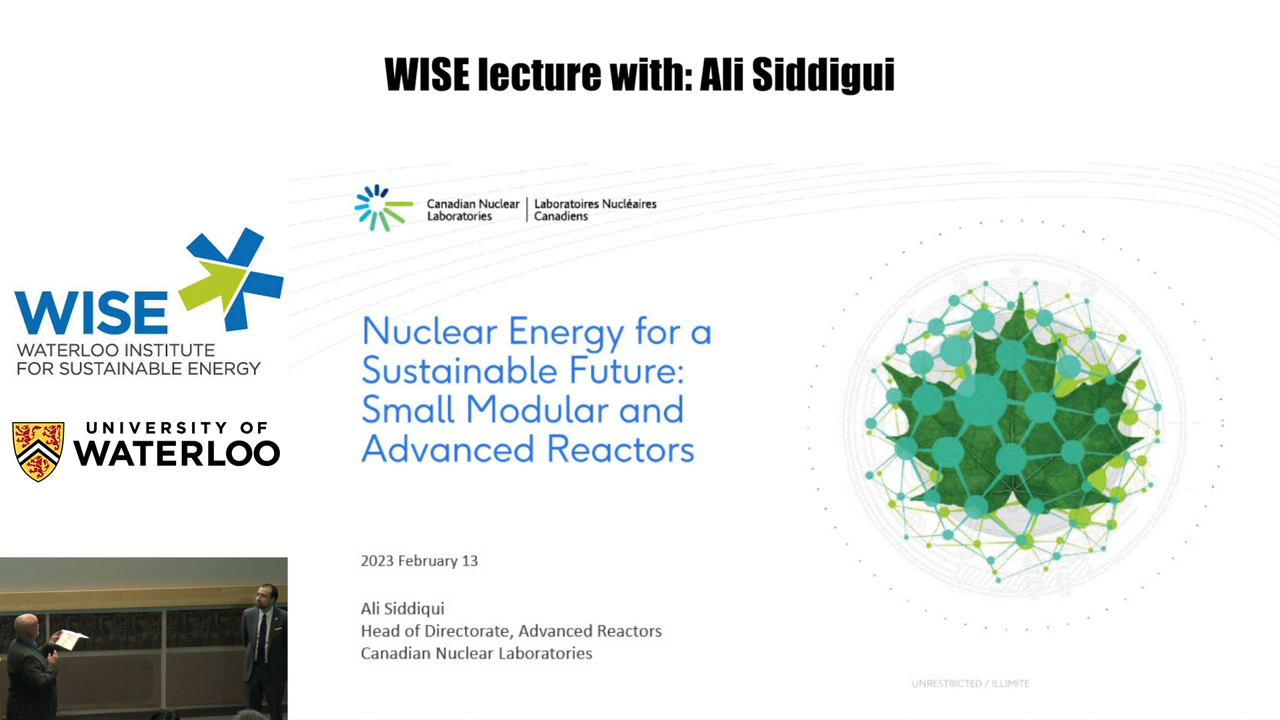 WISE lecture with: Ali Siddigui
Canadian Nuclear
Laboratories
Laboratoires Nucléaires
Canadiens
WISE
WATERLOO INSTITUTE
FOR SUSTAINABLE ENERGY
UNIVERSITY OF
WATERLOO
Nuclear Energy for a
Sustainable Future:
Small Modular and
Advanced Reactors
2023 February 13
Ali Siddiqui
Head of Directorate, Advanced Reactors
Canadian Nuclear Laboratories
UNRESTRICTED / ILLIMITE